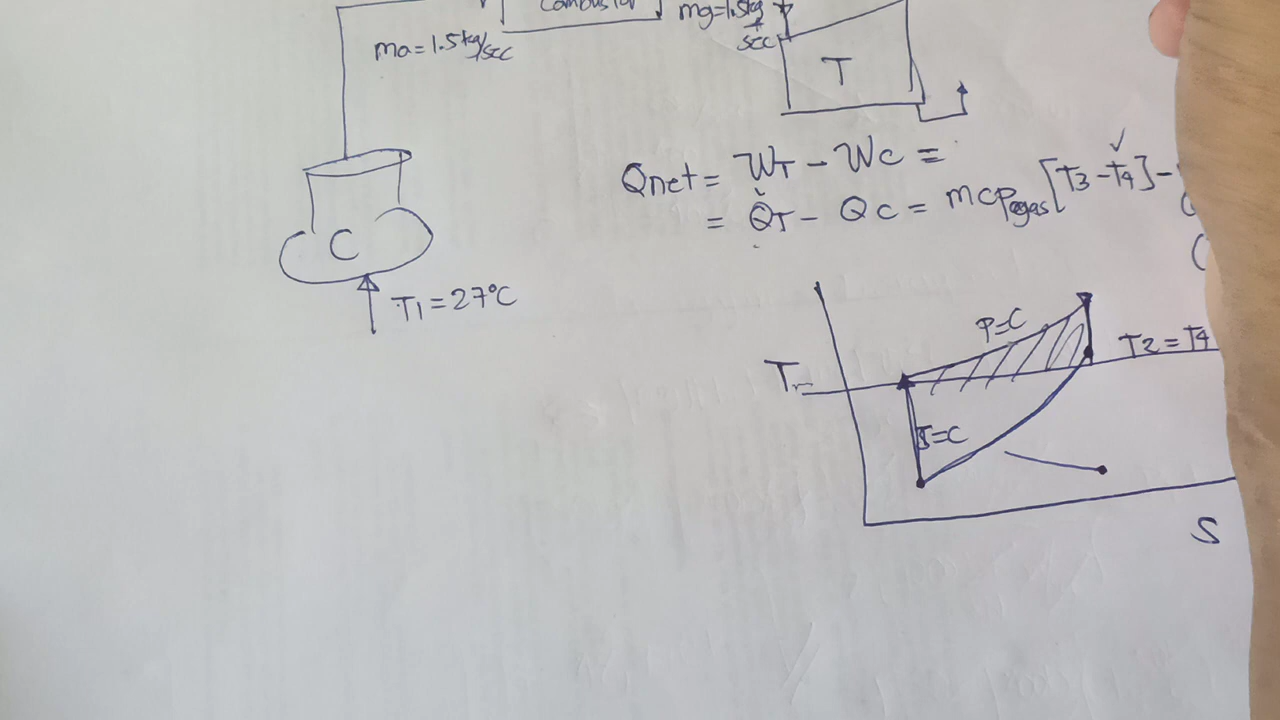 Combustor
ma=1.5kg/sec
mg=1.5kg/sec
T
C
T1=27°C
Qnet = WT - WC =
= QT - QC = mcpgas[T3-T4]-
P=C
T2=T4
T
S=C
S